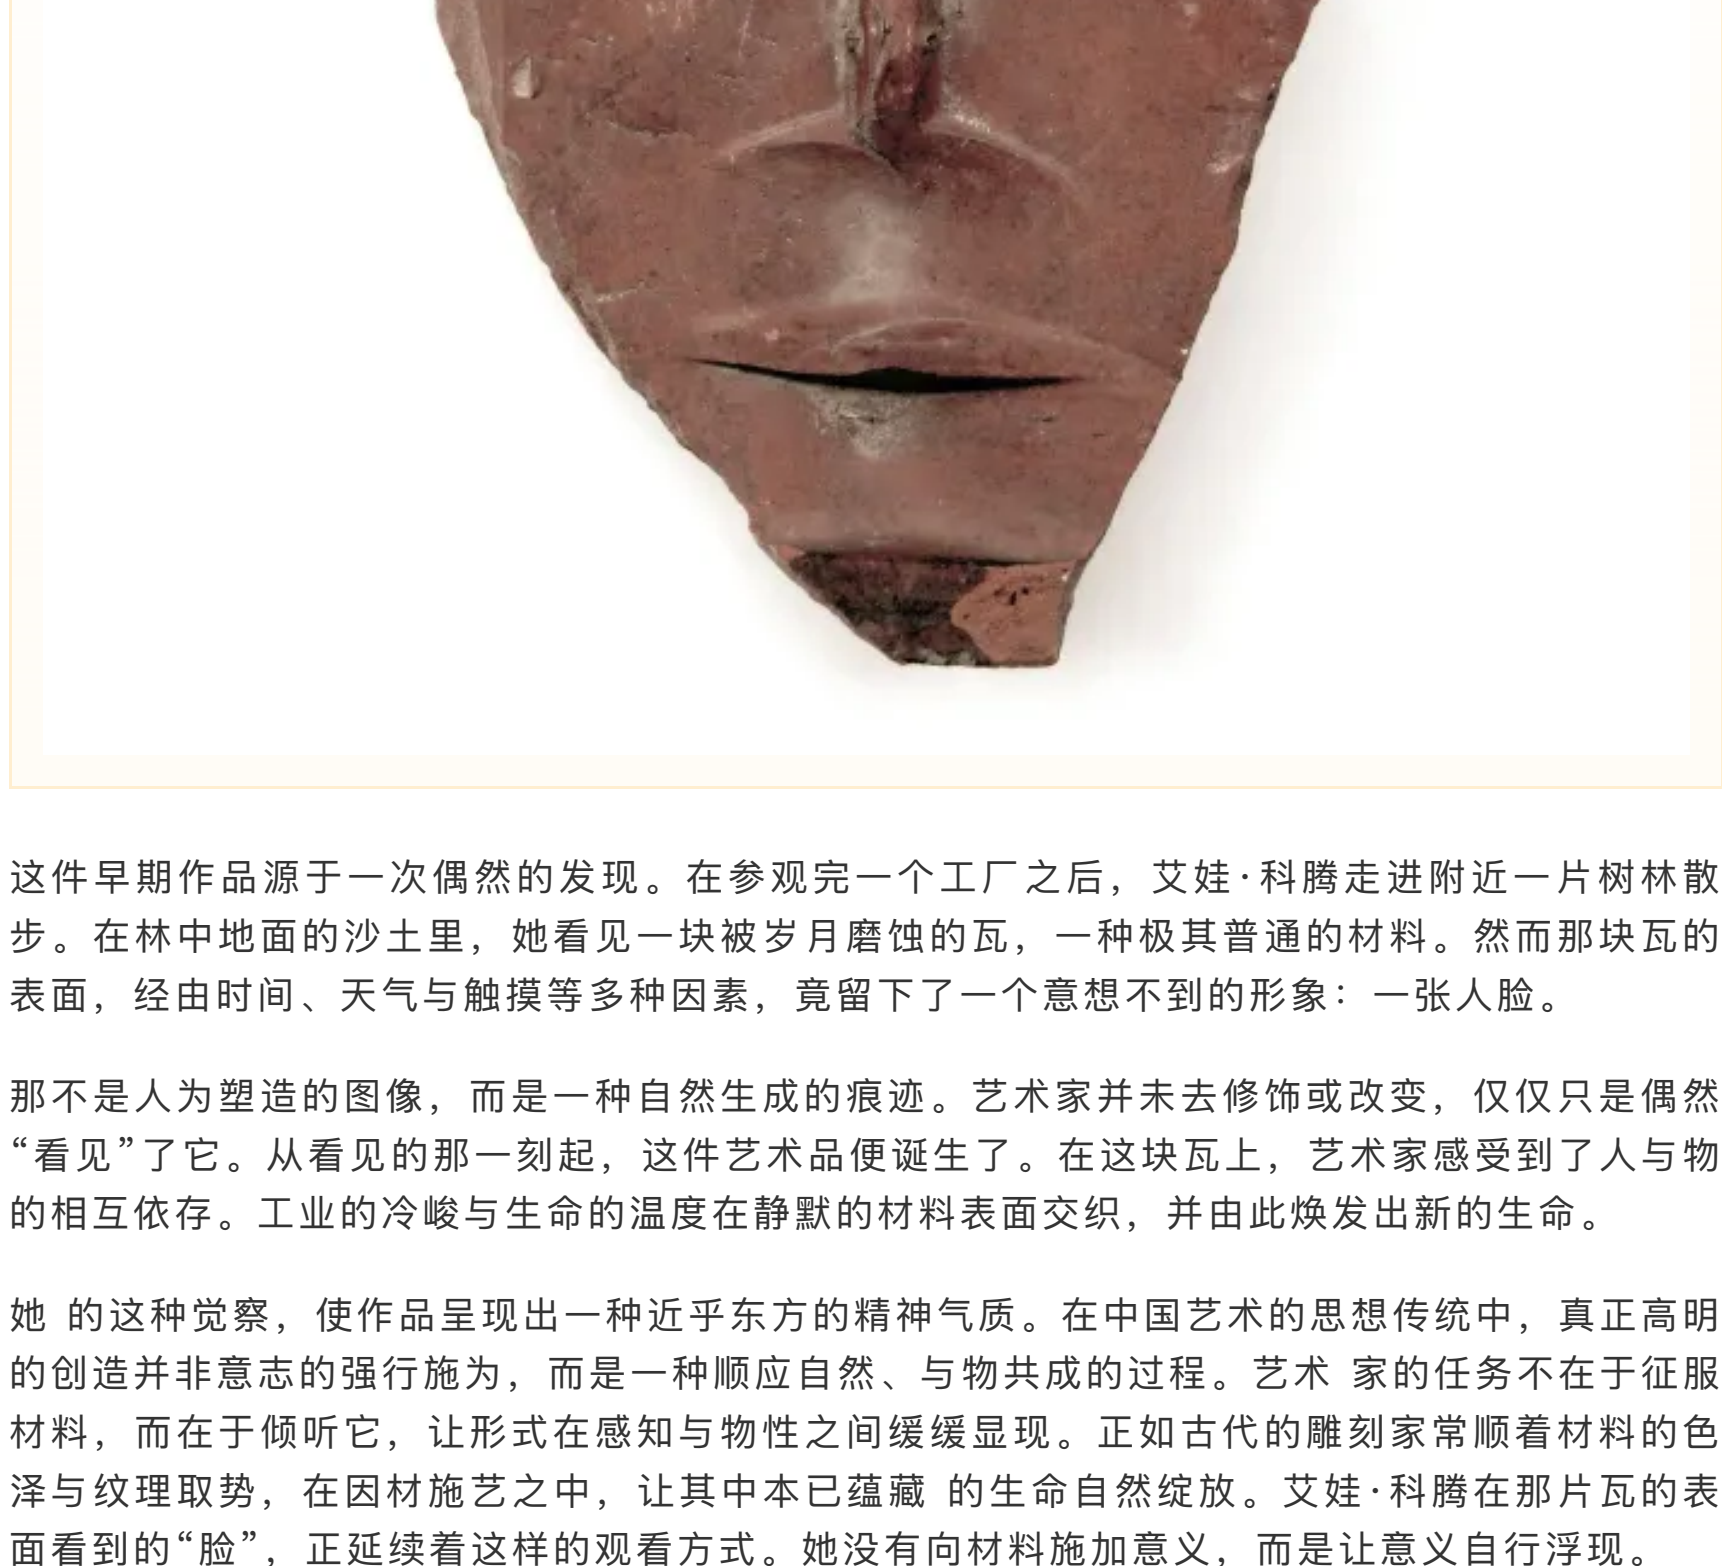 这件早期作品源于一次偶然的发现。在参观完一个工厂之后，艾娃·科腾走进附近一片树林散
步。在林中地面的沙土里，她看见一块被岁月磨蚀的瓦，一种极其普通的材料。然而那块瓦的
表面，经由时间、天气与触摸等多种因素，竟留下了一个意想不到的形象：一张人脸。
那不是人为塑造的图像，而是一种自然生成的痕迹。艺术家并未去修饰或改变，仅仅只是偶然
“看见”了它。从看见的那一刻起，这件艺术品便诞生了。在这块瓦上，艺术家感受到了人与物
的相互依存。工业的冷峻与生命的温度在静默的材料表面交织，并由此焕发出新的生命。
她 的这种觉察，使作品呈现出一种近乎东方的精神气质。在中国艺术的思想传统中，真正高明
的创造并非意志的强行施为，而是一种顺应自然、与物共成的过程。艺术 家的任务不在于征服
材料，而在于倾听它，让形式在感知与物性之间缓缓显现。正如古代的雕刻家常顺着材料的色
泽与纹理取势，在因材施艺之中，让其中本已蕴藏 的生命自然绽放。艾娃·科腾在那片瓦的表
面看到的“脸”，正延续着这样的观看方式。她没有向材料施加意义，而是让意义自行浮现。